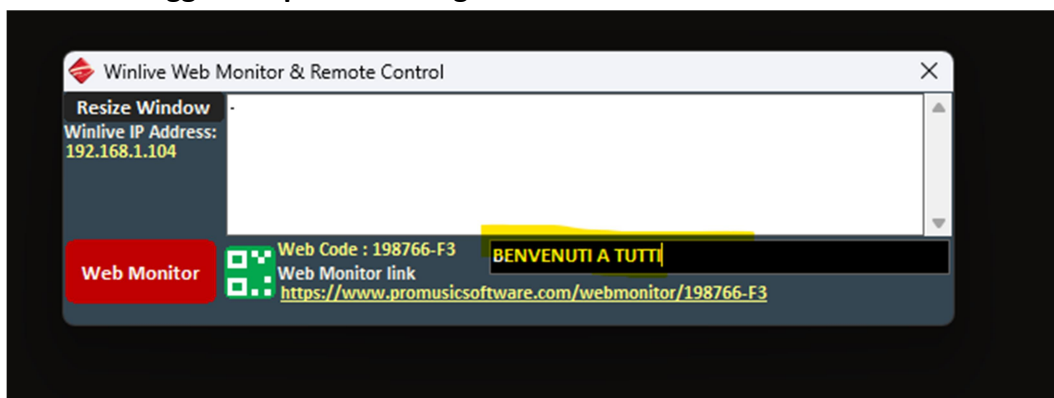 Winlive Web Monitor & Remote Control
Resize Window
-
Winlive IP Address:
192.168.1.104
Web Monitor
Web Code : 198766-F3
BENVENUTI A TUTTI
Web Monitor link
https://www.promusicsoftware.com/webmonitor/198766-F3